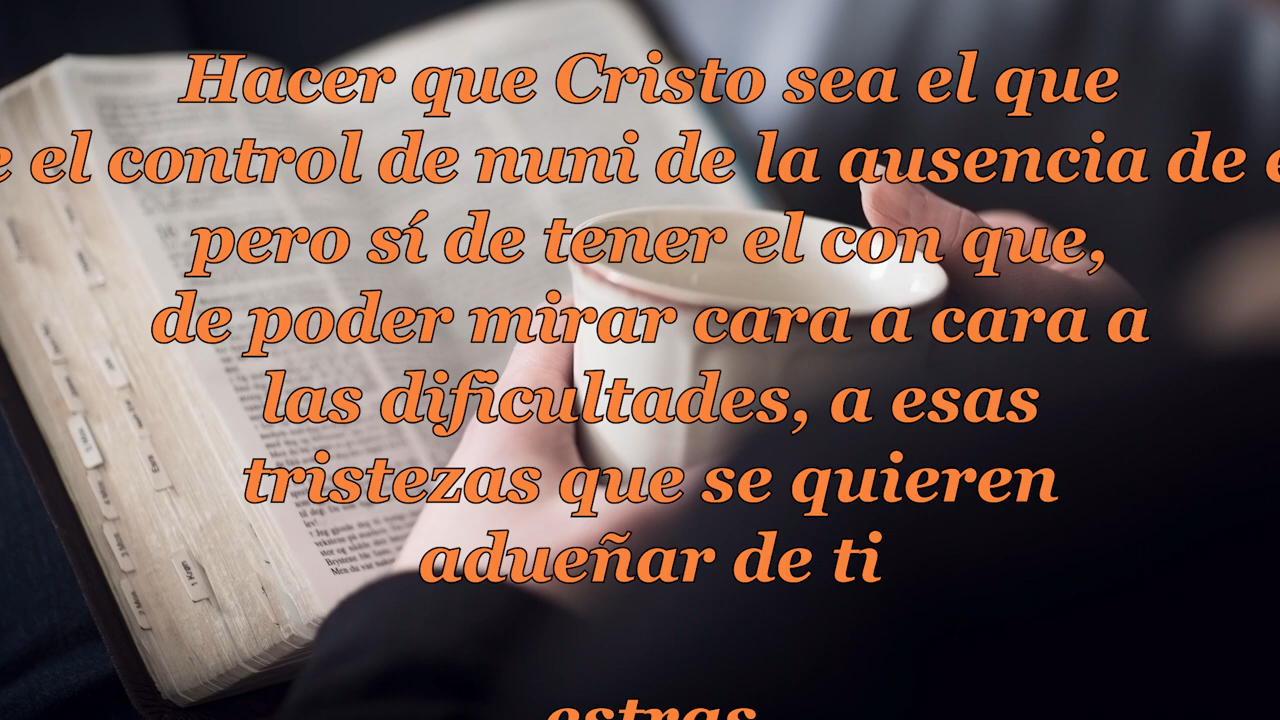 Hacer que Cristo sea el que
el control de nuni de la ausencia de
pero sí de tener el con que,
de poder mirar cara a cara a
las dificultades, a esas
tristezas que se quieren
adueñar de ti
estras